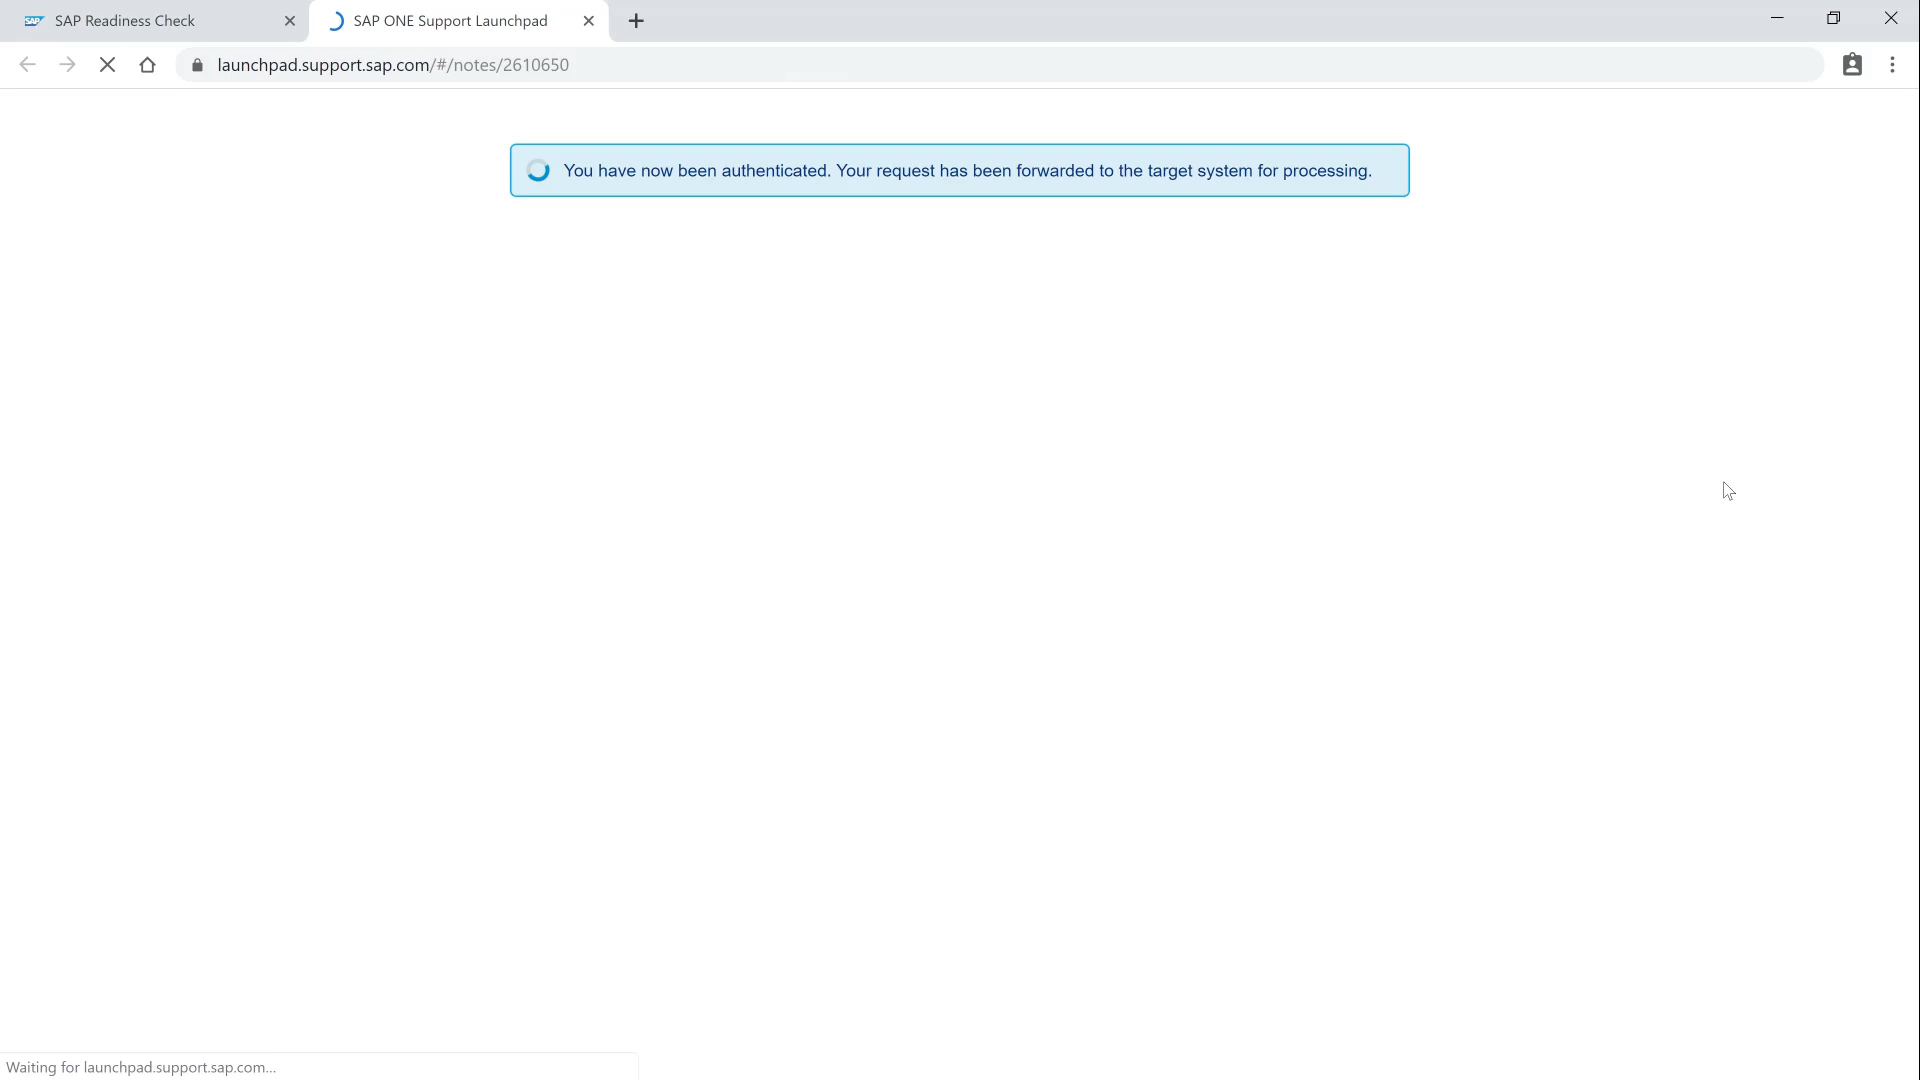 SAP SAP Readiness Check
SAP ONE Support Launchpad
launchpad.support.sap.com/#/notes/2610650
You have now been authenticated. Your request has been forwarded to the target system for processing.
Waiting for launchpad.support.sap.com...